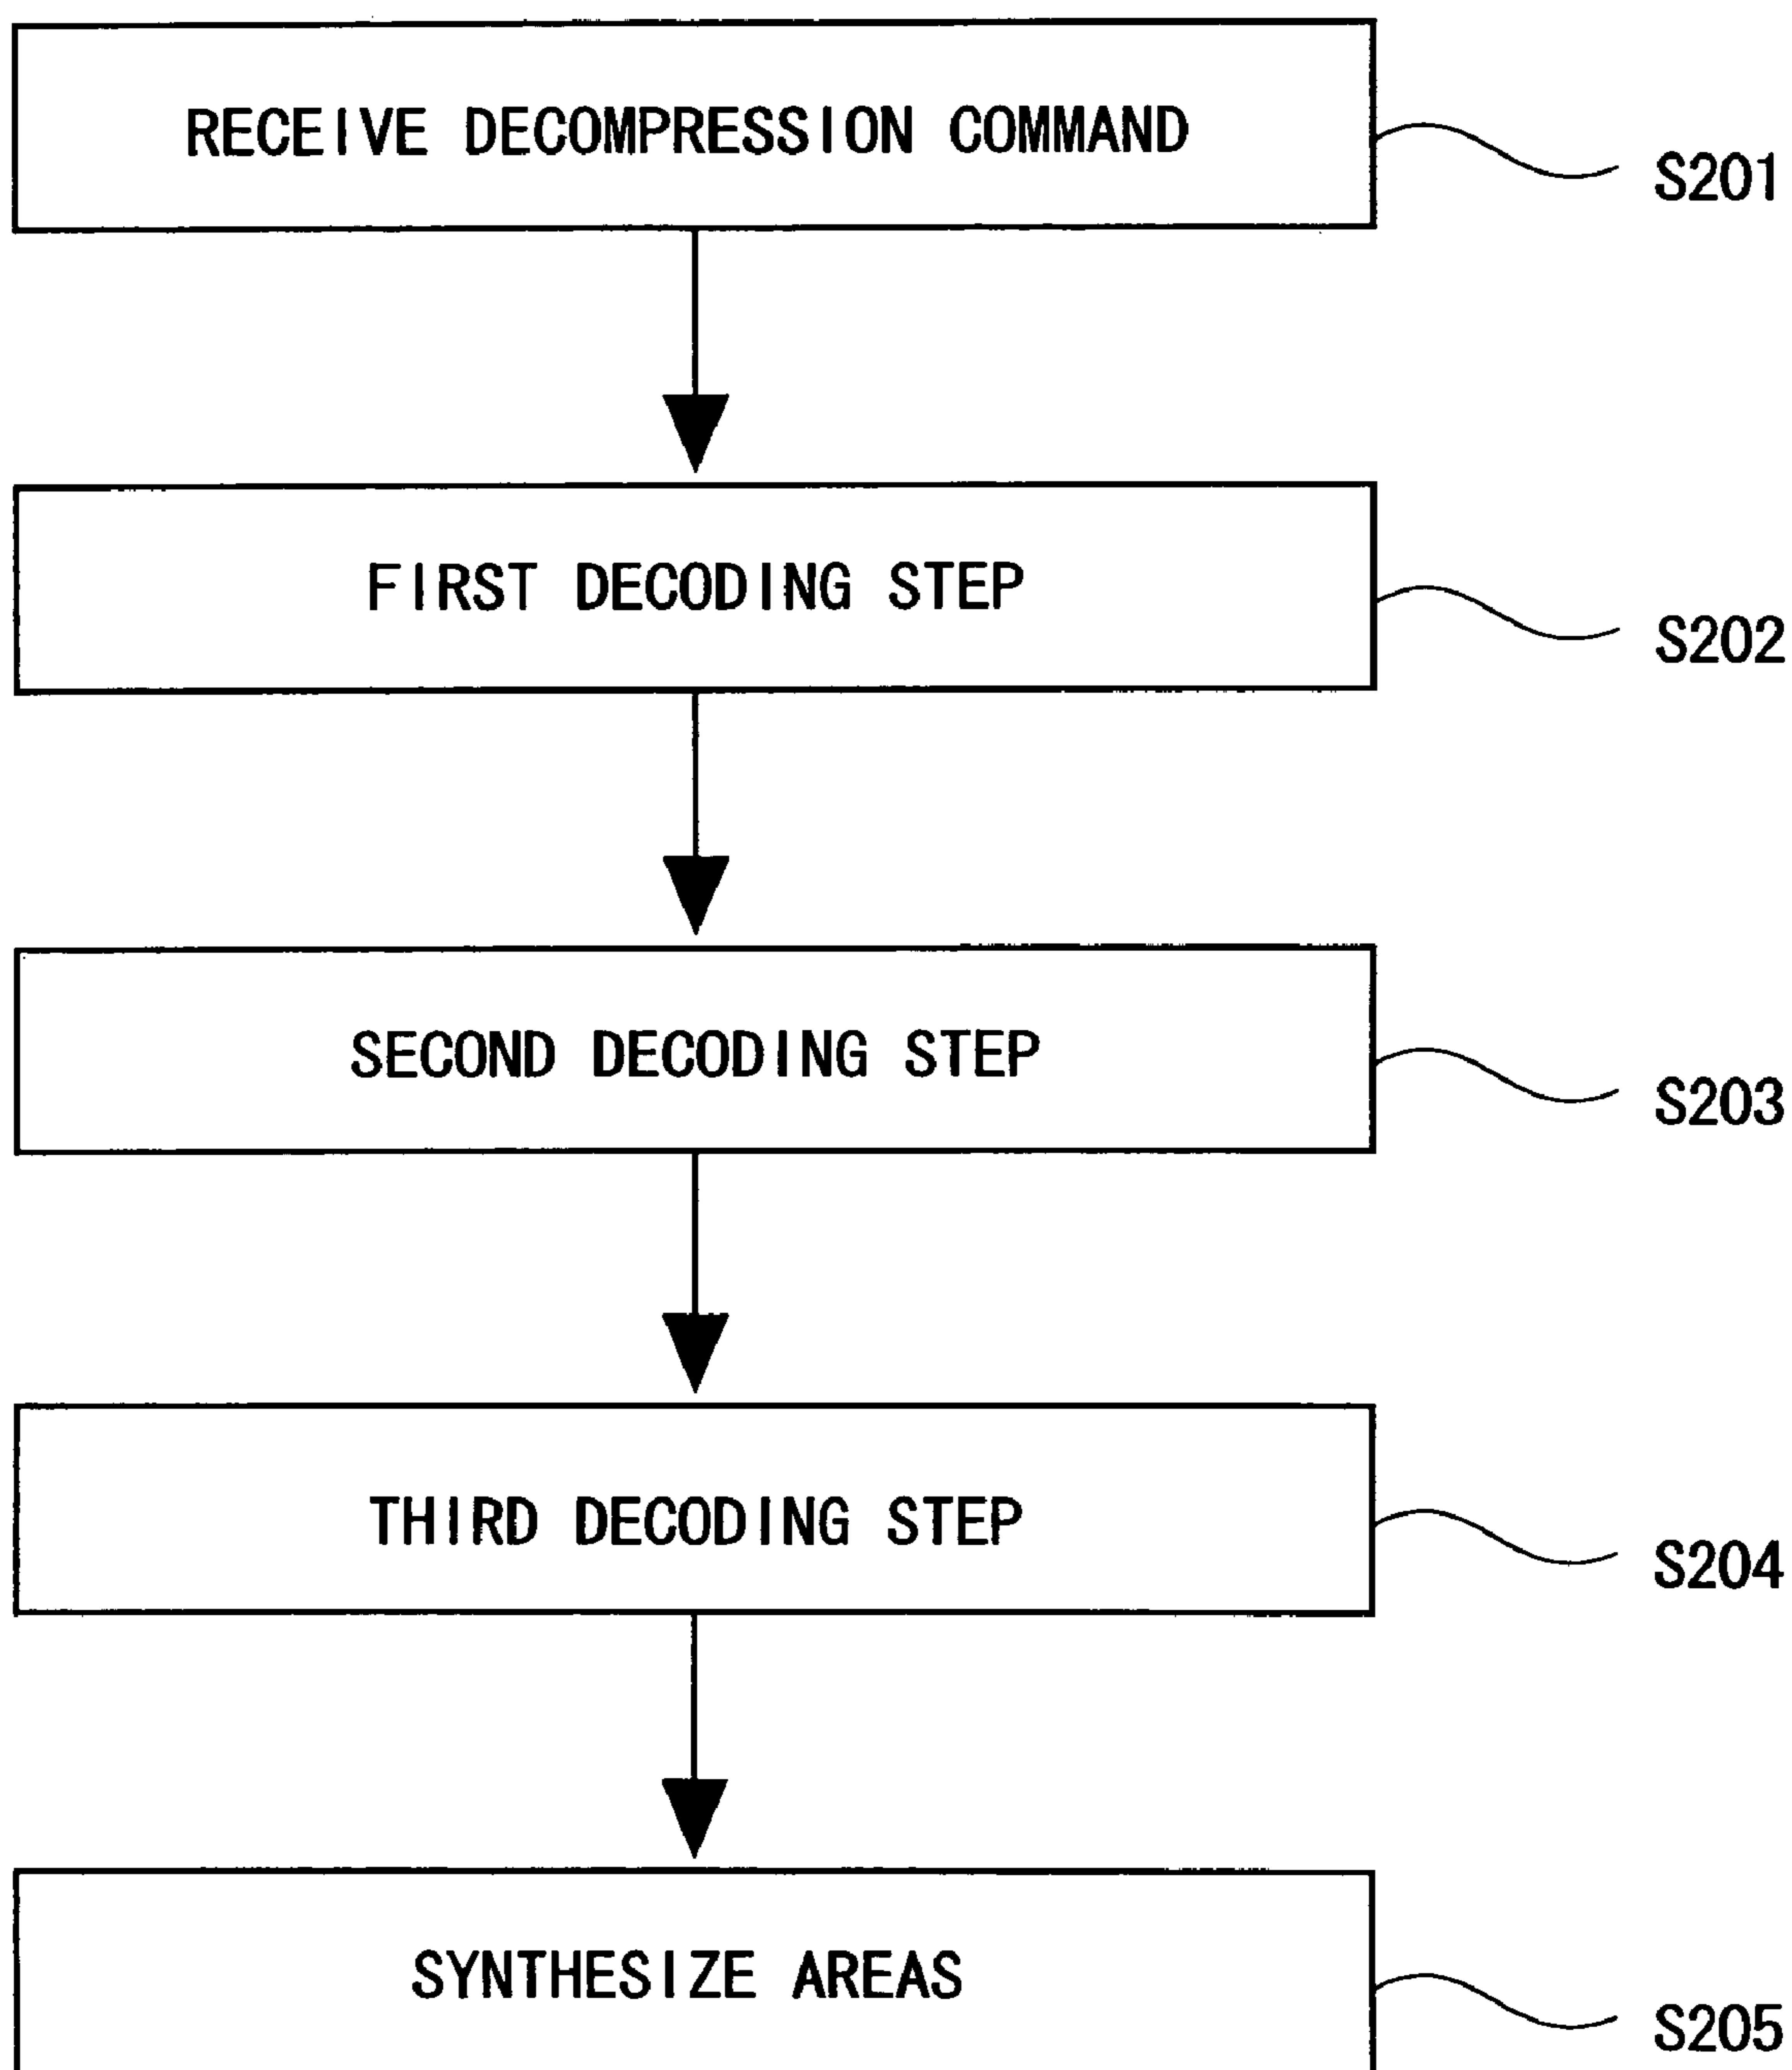 RECEIVE DECOMPRESSION COMMAND
S201
FIRST DECODING STEP
S202
SECOND DECODING STEP
S203
THIRD DECODING STEP
S204
SYNTHESIZE AREAS
S205